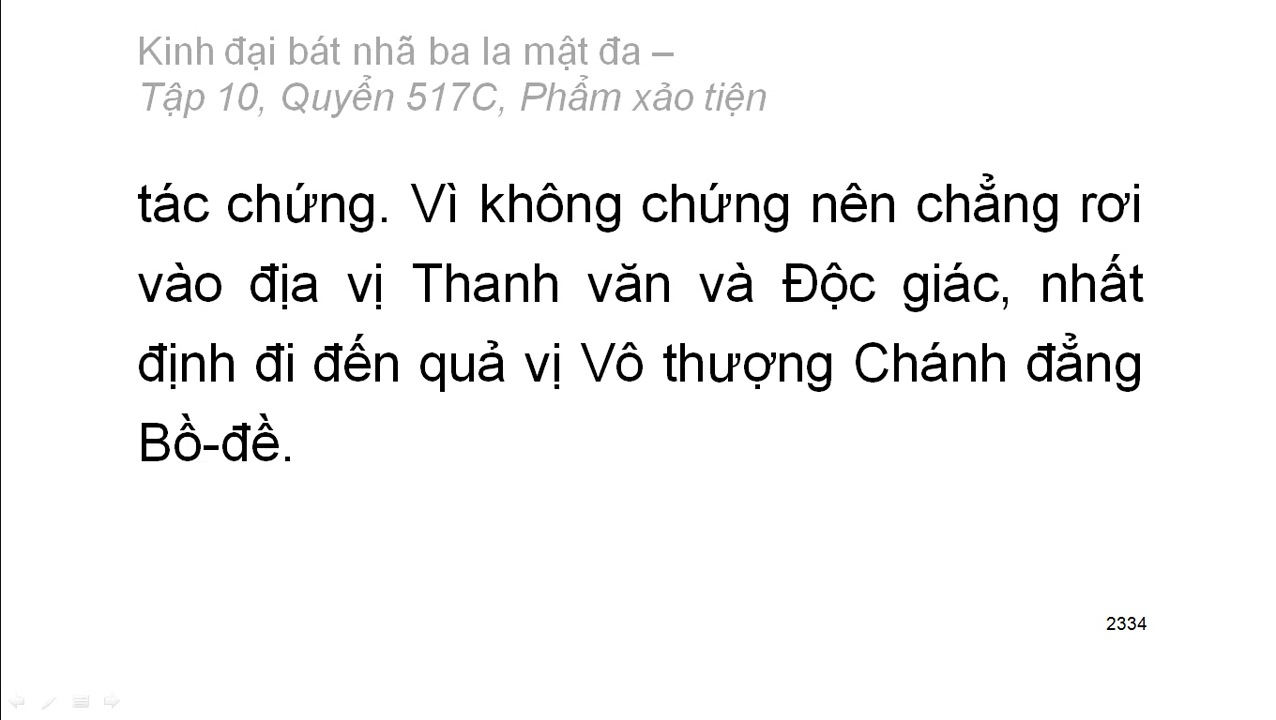 Kinh đại bát nhã ba la mật đa –
Tập 10, Quyển 517C, Phẩm xảo tiện
tác chứng. Vì không chứng nên chẳng rơi
vào địa vị Thanh văn và Độc giác, nhất
định đi đến quả vị Vô thượng Chánh đẳng
Bồ-đề.
2334